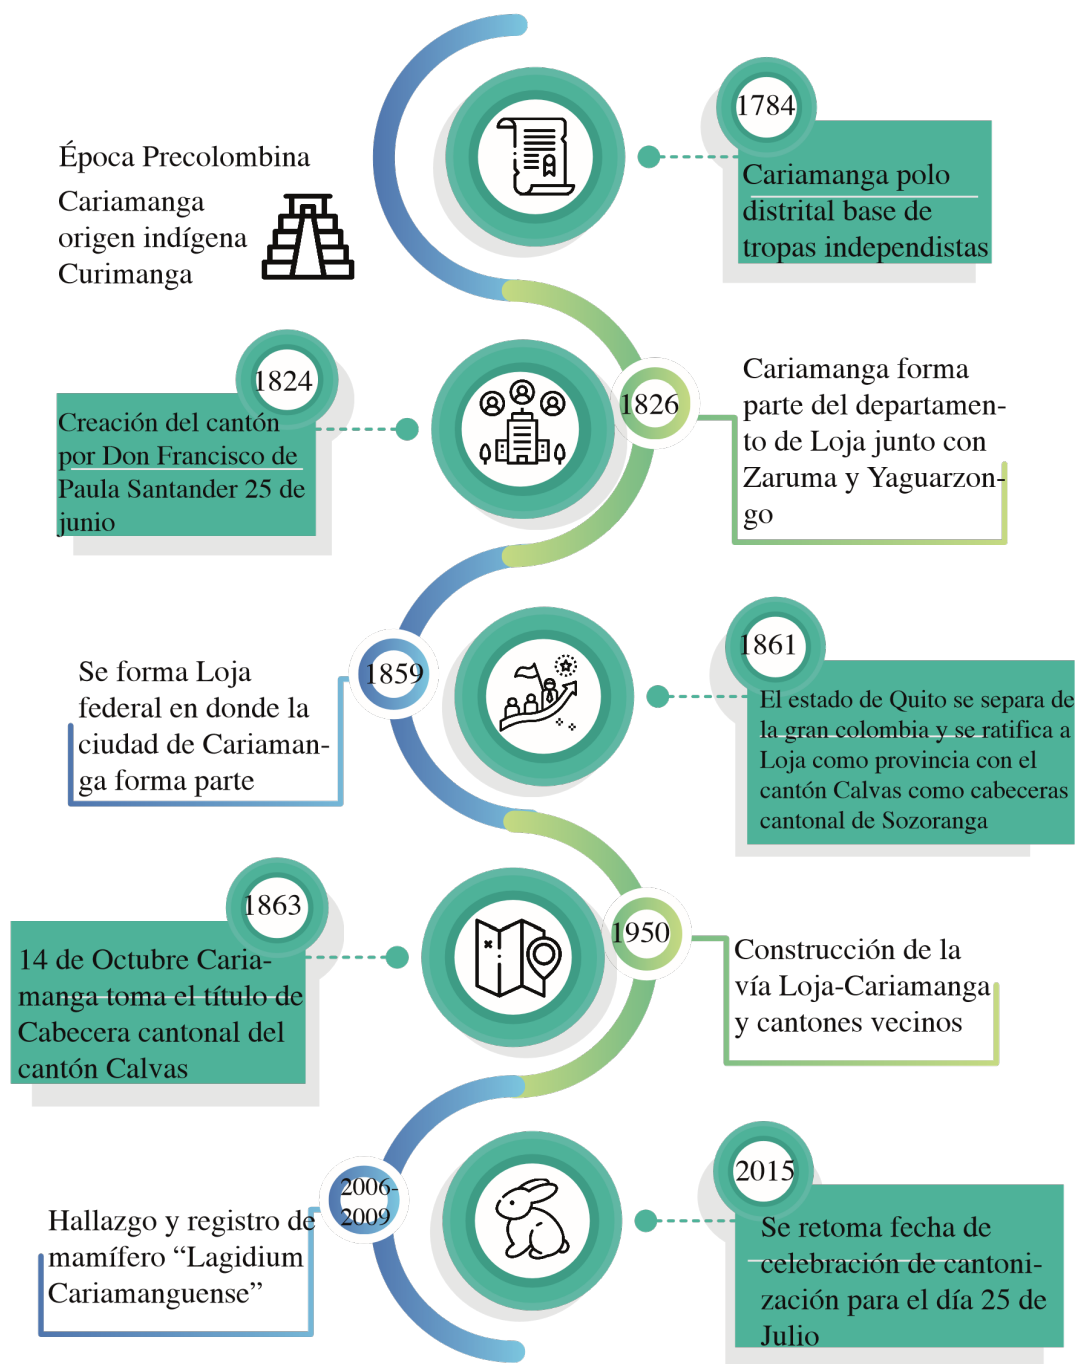 Época Precolombina
Cariamanga
origen indígena
Curimanga
1784
Cariamanga polo
distrital base de
tropas independistas
1824
Creación del cantón
por Don Francisco de
Paula Santander 25 de
junio
1826
Cariamanga forma
parte del departamen-
to de Loja junto con
Zaruma y Yaguarzon-
go
1859
Se forma Loja
federal en donde la
ciudad de Cariaman-
ga forma parte
1861
El estado de Quito se separa de
la gran colombia y se ratifica a
Loja como provincia con el
cantón Calvas como cabeceras
cantonal de Sozoranga
1863
14 de Octubre Caria-
manga toma el título de
Cabecera cantonal del
cantón Calvas
1950
Construcción de la
vía Loja-Cariamanga
y cantones vecinos
2006-
2009
Hallazgo y registro de
mamífero “Lagidium
Cariamanguense”
2015
Se retoma fecha de
celebración de cantoni-
zación para el día 25 de
Julio